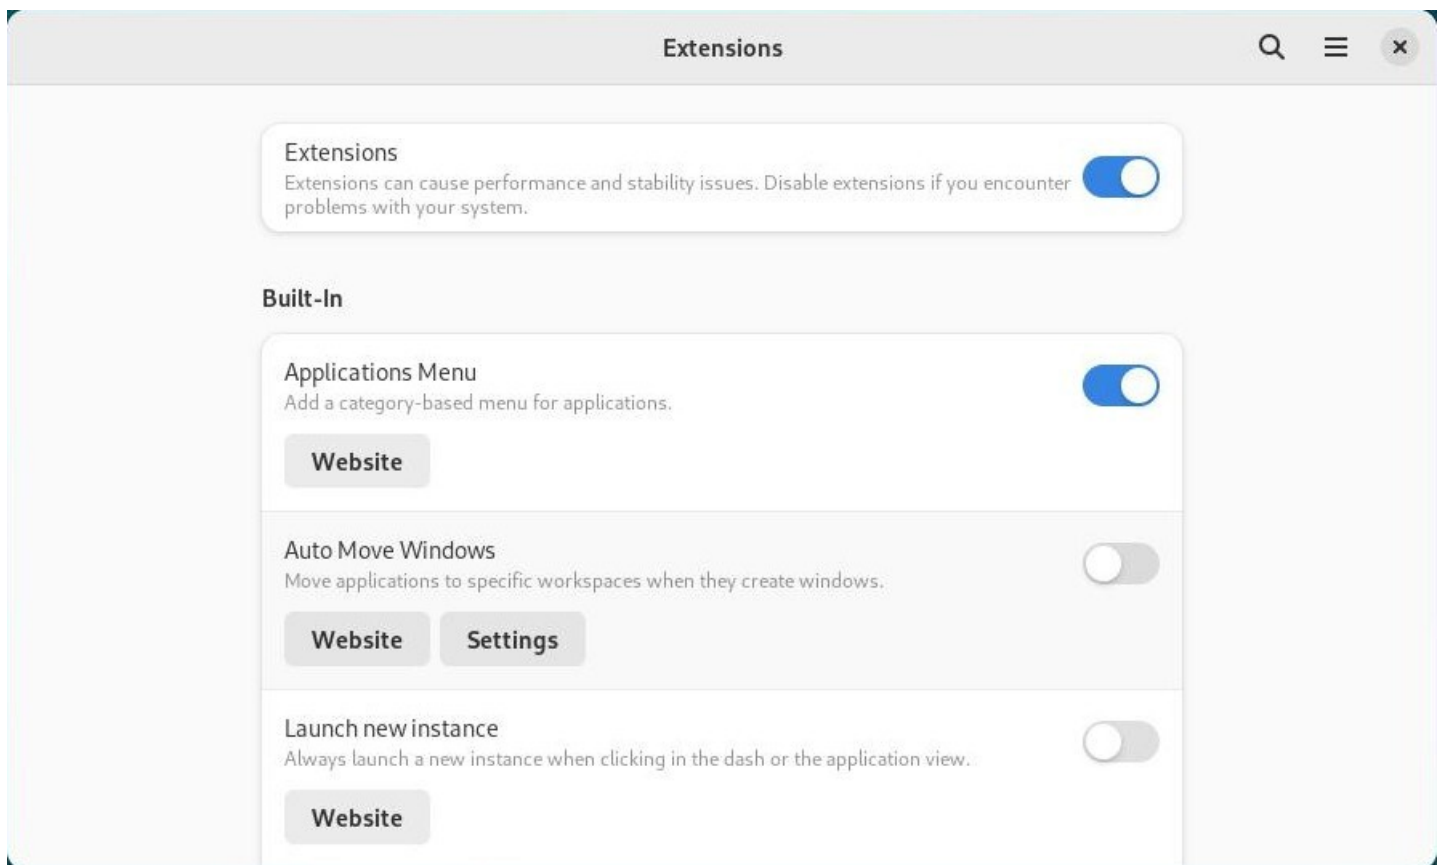 Extensions
Extensions
Extensions can cause performance and stability issues. Disable extensions if you encounter
problems with your system.
Built-In
Applications Menu
Add a category-based menu for applications.
Website
Auto Move Windows
Move applications to specific workspaces when they create windows.
Website Settings
Launch new instance
Always launch a new instance when clicking in the dash or the application view.
Website